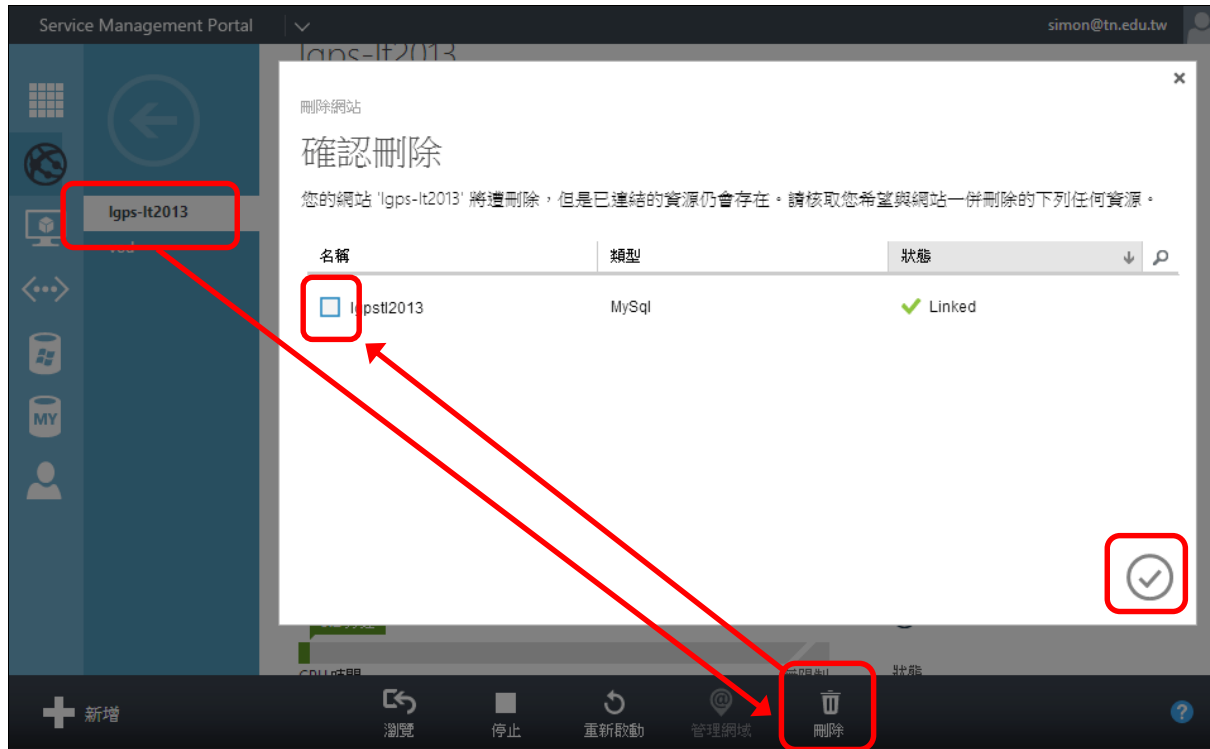 Service Management Portal
simon@tn.edu.tw
lgps-lt2013
刪除網站
確認刪除
您的網站 'lgps-lt2013' 將遭刪除，但是已連結的資源仍會存在。請核取您希望與網站一併刪除的下列任何資源。
lgps-lt2013
名稱 類型 狀態
lgpstl2013 MySql Linked
MY
CPU 時間 狀態
新增 瀏覽 停止 重新啟動 管理網域 刪除 ?